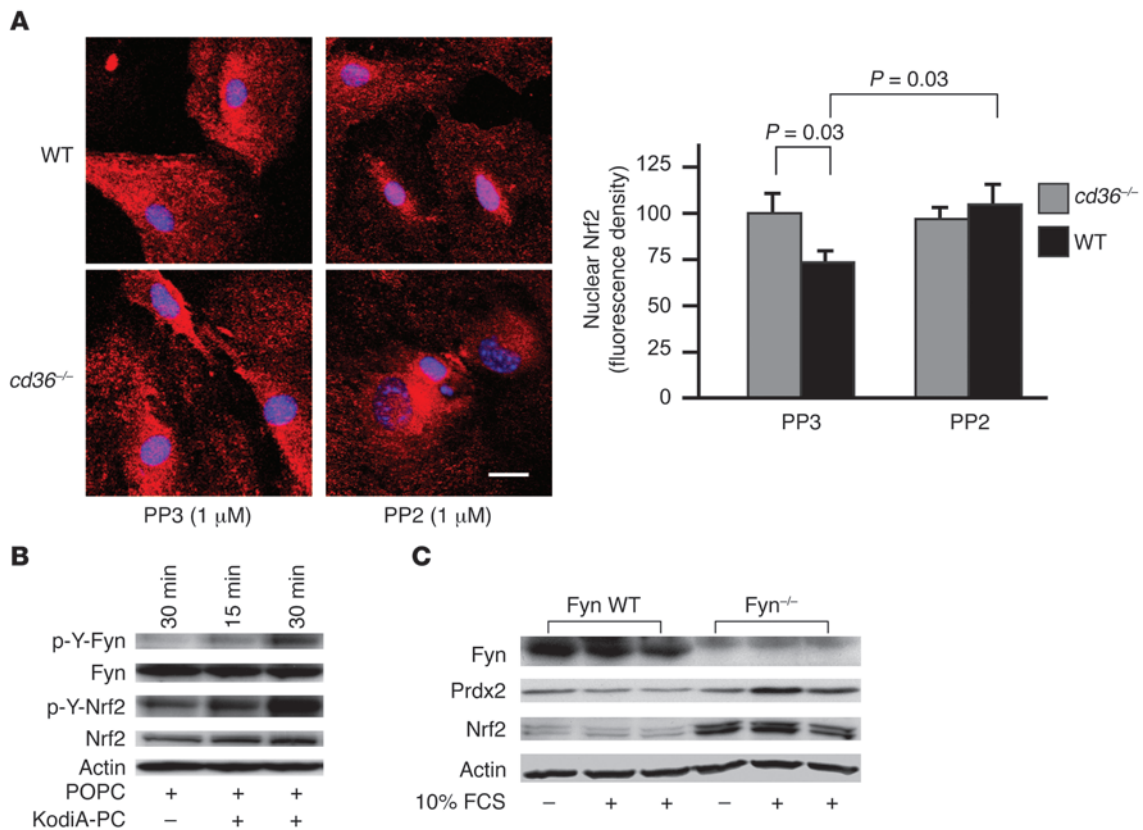 A
WT
cd36–/–
PP3 (1 μM)
PP2 (1 μM)
P = 0.03
P = 0.03
Nuclear Nrf2
(fluorescence density)
125
100
75
50
25
0
PP3
PP2
cd36–/–
WT
B
30 min
15 min
30 min
p-Y-Fyn
Fyn
p-Y-Nrf2
Nrf2
Actin
POPC + + +
KodiA-PC – + +
C
Fyn WT
Fyn–/–
Fyn
Prdx2
Nrf2
Actin
10% FCS – + + – + +